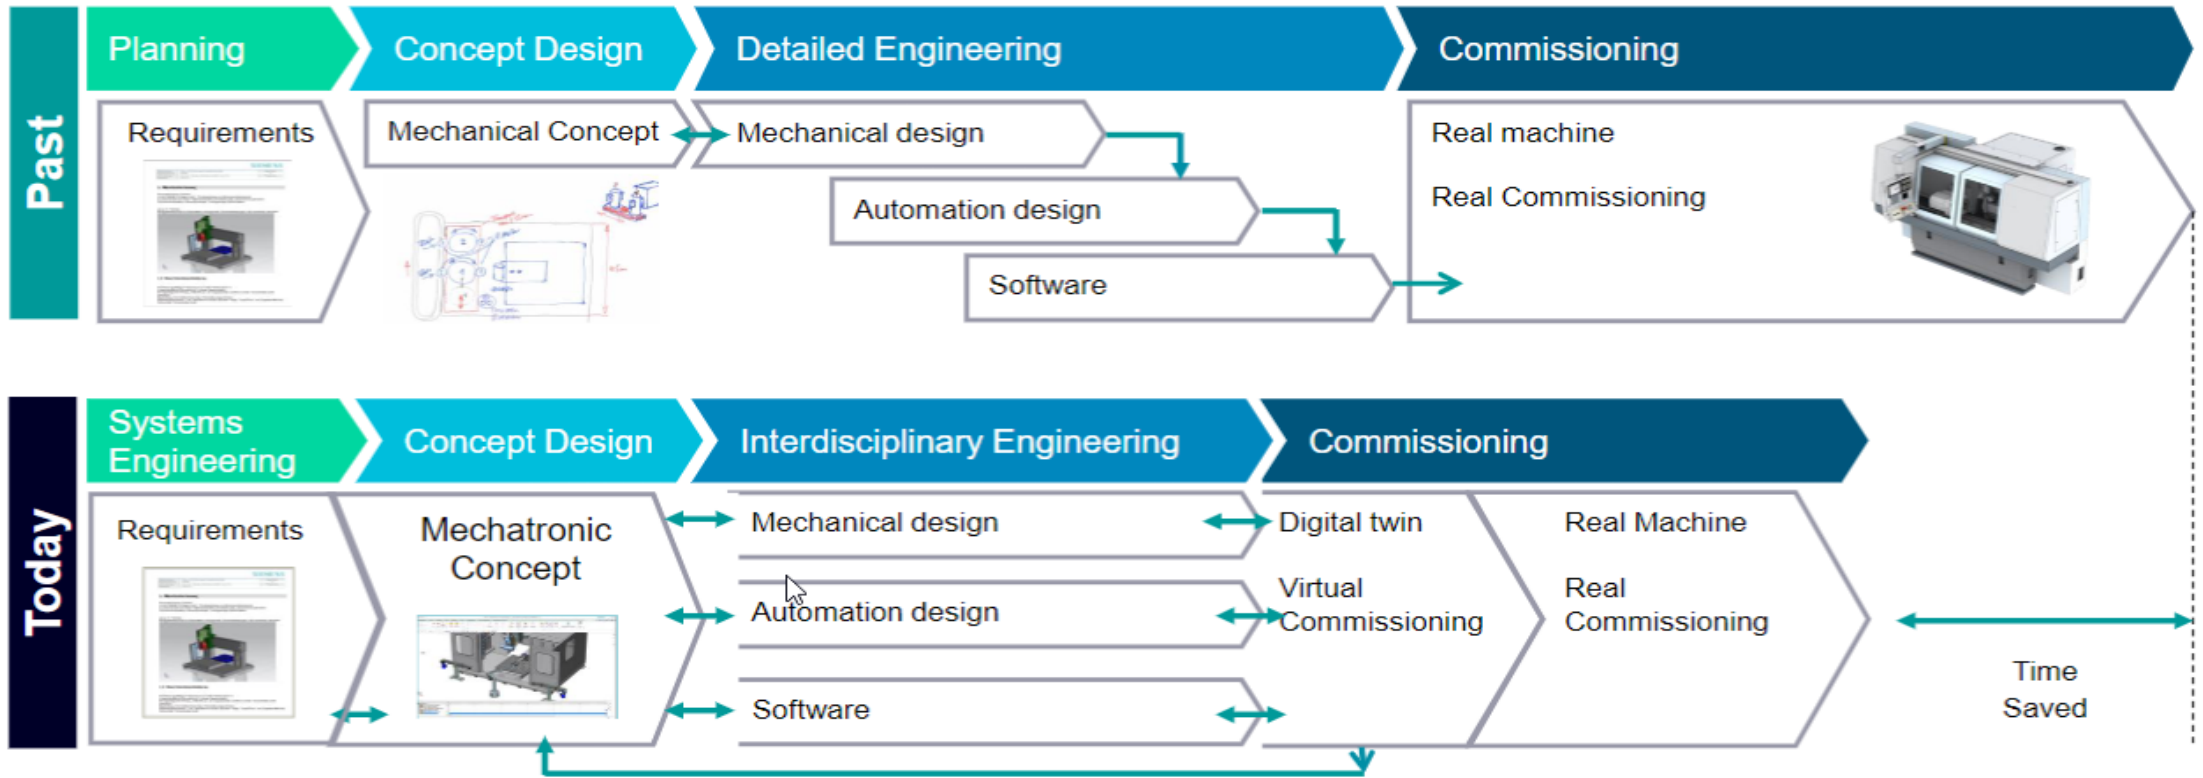 Past
Planning
Concept Design
Detailed Engineering
Commissioning
Requirements
Mechanical Concept
Mechanical design
Automation design
Software
Real machine
Real Commissioning
Today
Systems
Engineering
Concept Design
Interdisciplinary Engineering
Commissioning
Requirements
Mechatronic
Concept
Mechanical design
Automation design
Software
Digital twin
Virtual
Commissioning
Real Machine
Real
Commissioning
Time
Saved